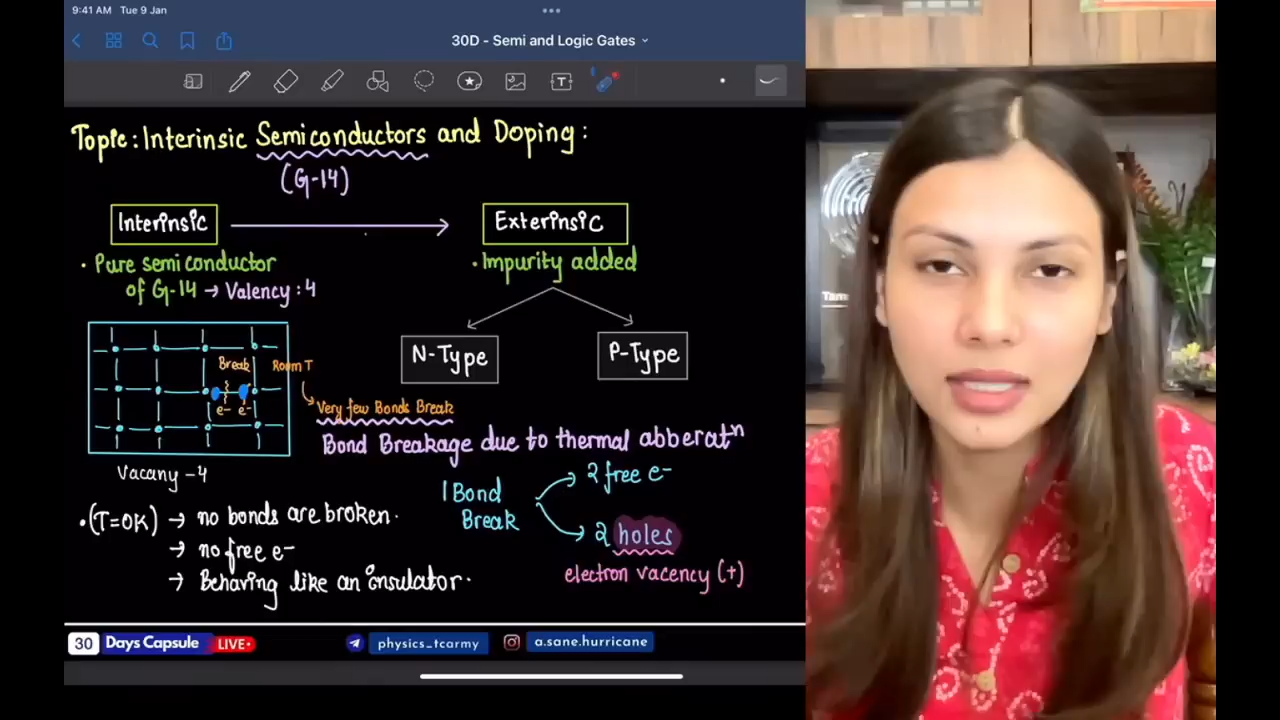 9:41 AM Tue 9 Jan
30D - Semi and Logic Gates
Topic: Interinsic Semiconductors and Doping:
(G-14)
Interinsic
Exterinsic
• Pure semiconductor
of G-14 → Valency: 4
• Impurity added
N-Type
P-Type
Break
Room T
e- e-
Very few Bonds Break
Bond Breakage due to thermal abberatn
Vacany - 4
1 Bond
Break
2 free e-
2 holes
electron vacency (+)
• (T=0K) → no bonds are broken.
→ no free e-
→ Behaving like an insulator.
30 Days Capsule LIVE
physics_tcarmy
a.sane.hurricane